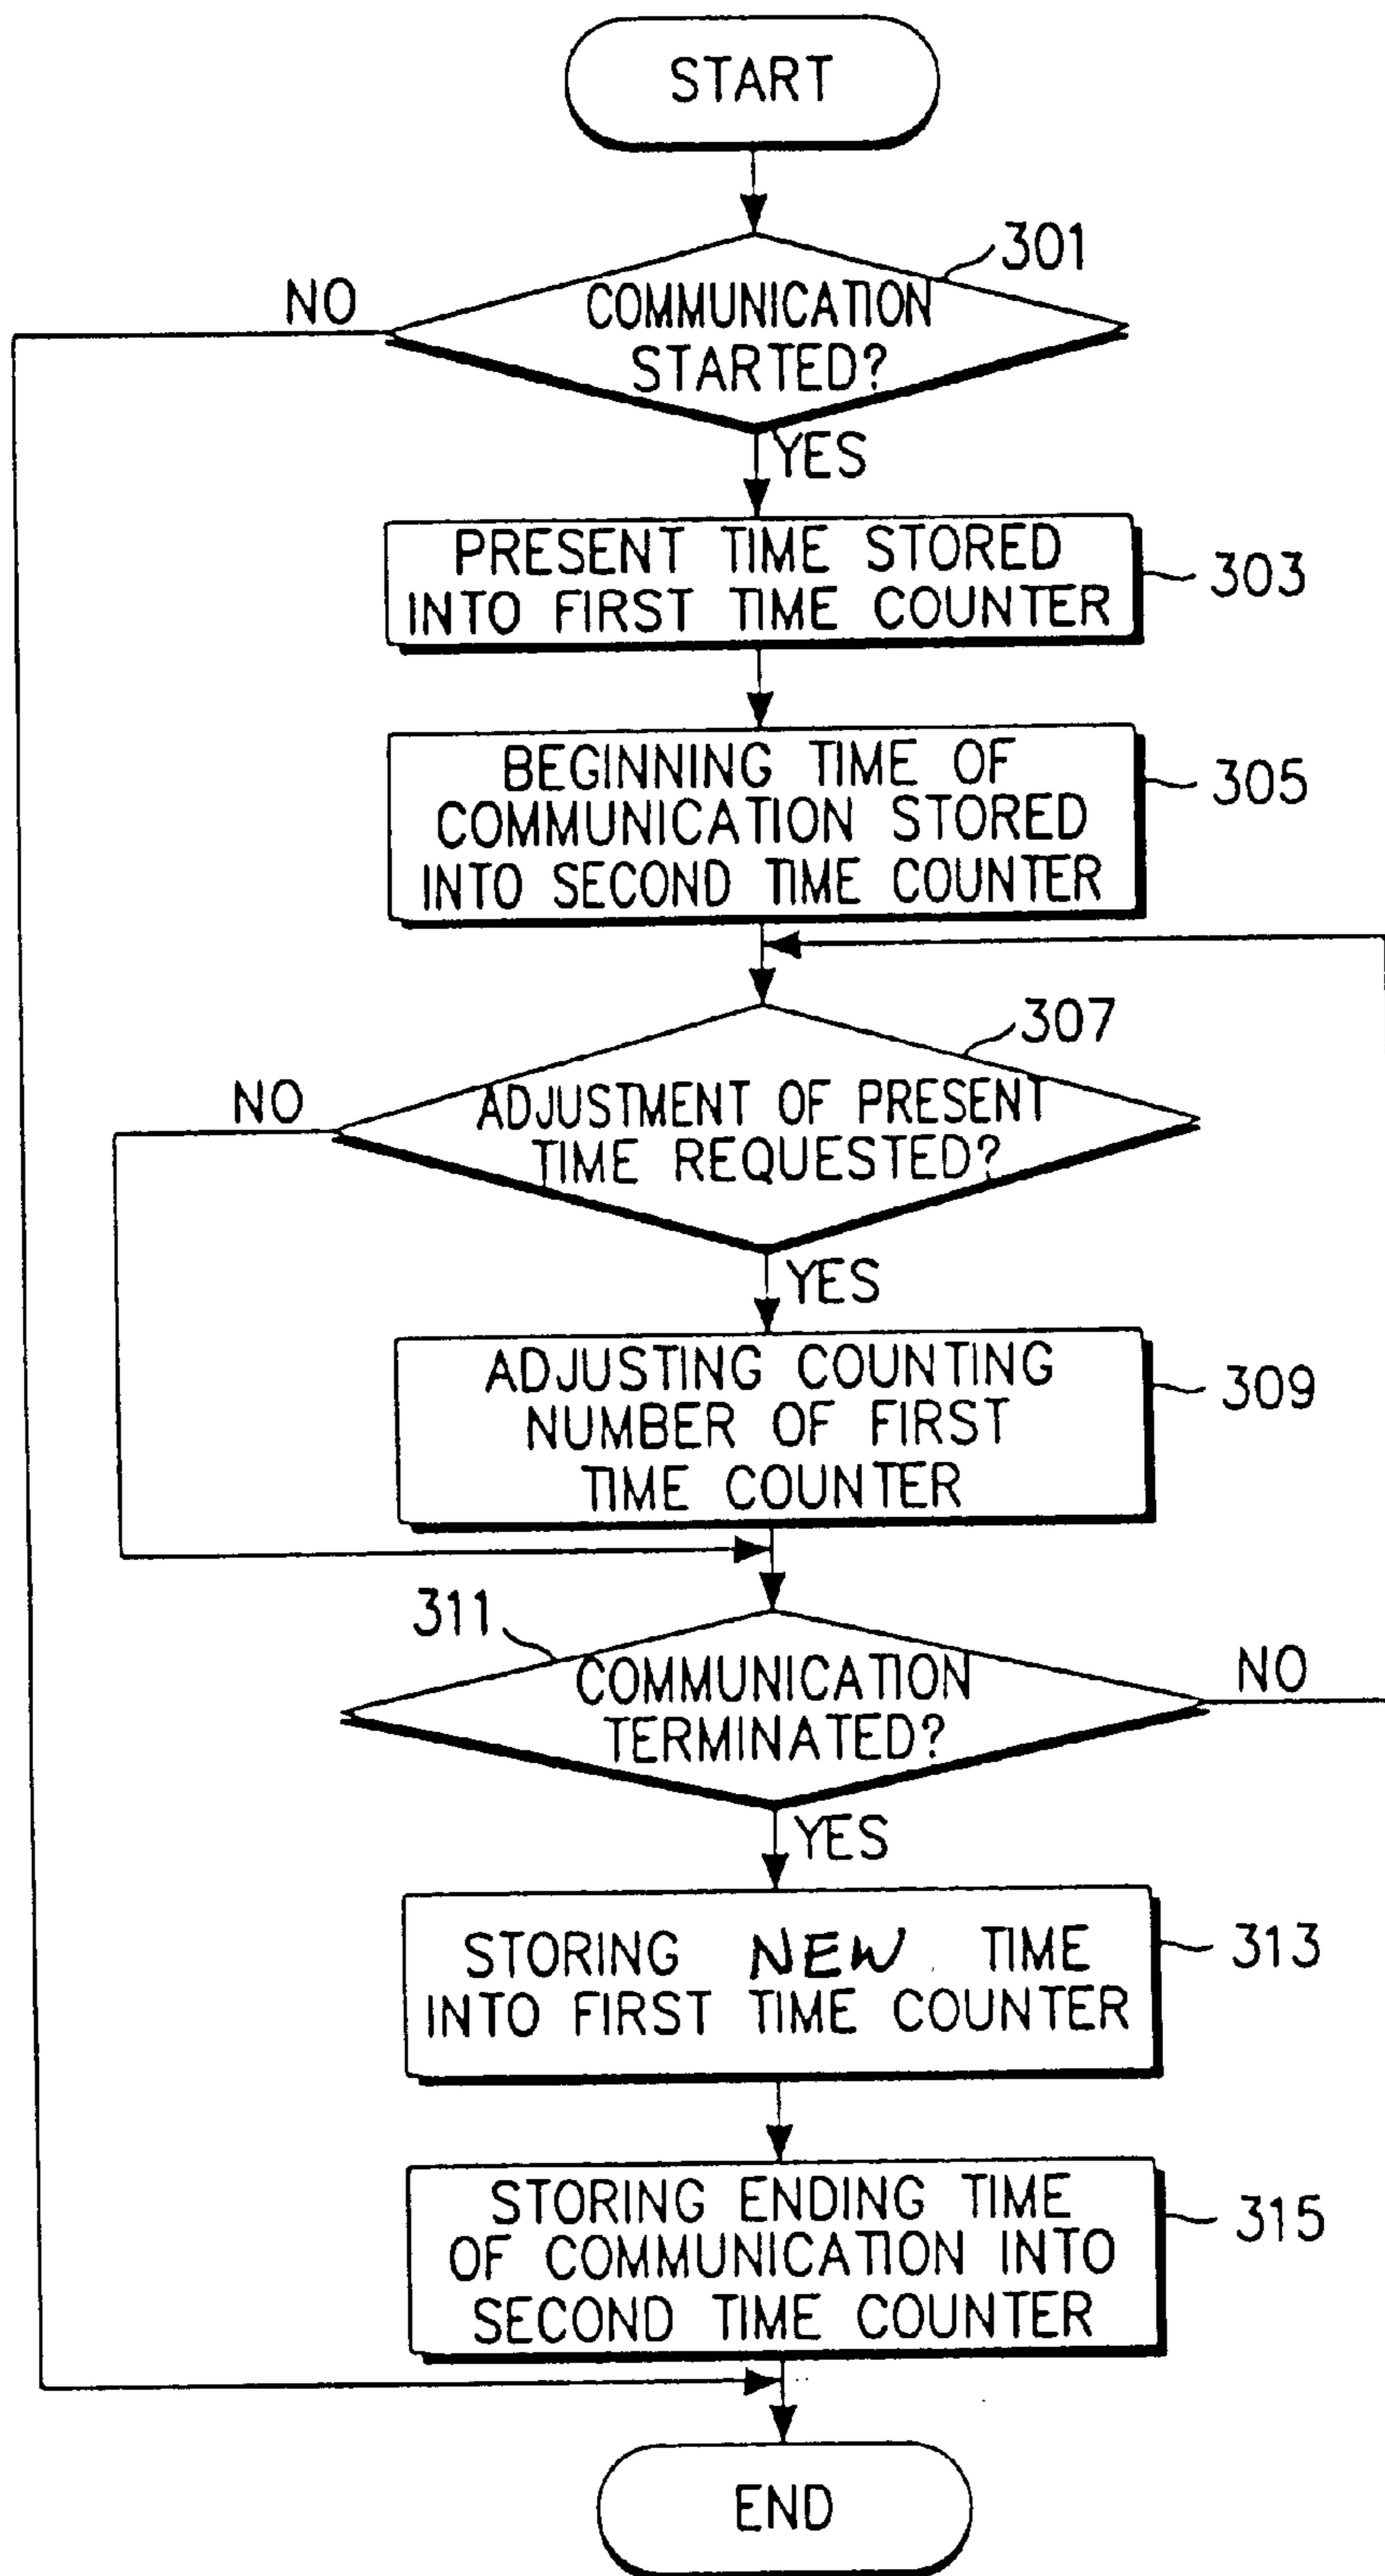 START
301
NO
COMMUNICATION
STARTED?
YES
PRESENT TIME STORED
INTO FIRST TIME COUNTER
303
BEGINNING TIME OF
COMMUNICATION STORED
INTO SECOND TIME COUNTER
305
307
NO
ADJUSTMENT OF PRESENT
TIME REQUESTED?
YES
ADJUSTING COUNTING
NUMBER OF FIRST
TIME COUNTER
309
311
COMMUNICATION
TERMINATED?
NO
YES
STORING NEW TIME
INTO FIRST TIME COUNTER
313
STORING ENDING TIME
OF COMMUNICATION INTO
SECOND TIME COUNTER
315
END